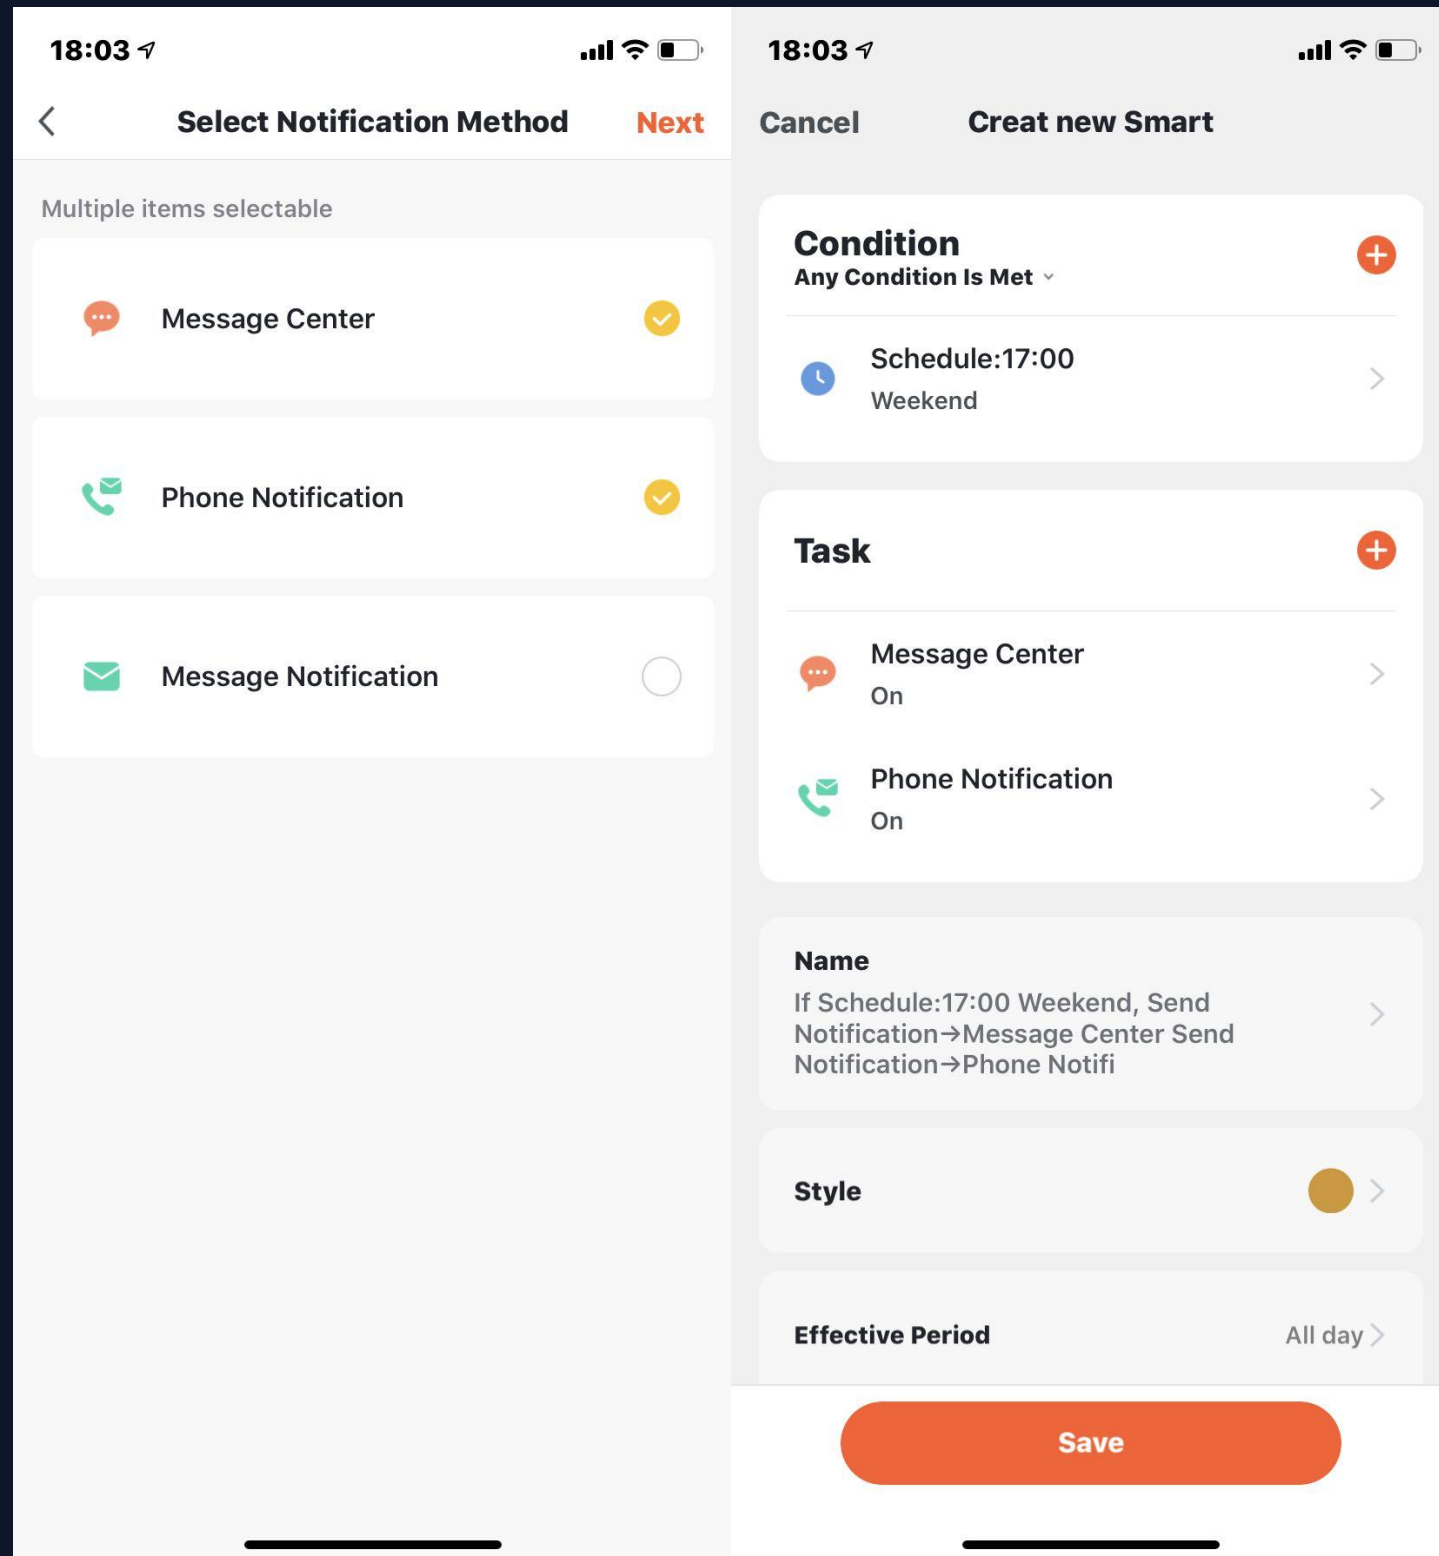 18:03
Select Notification Method
Next
Multiple items selectable
Message Center
Phone Notification
Message Notification
18:03
Cancel
Creat new Smart
Condition
Any Condition Is Met
Schedule:17:00
Weekend
Task
Message Center
On
Phone Notification
On
Name
If Schedule:17:00 Weekend, Send
Notification→Message Center Send
Notification→Phone Notifi
Style
Effective Period
All day
Save